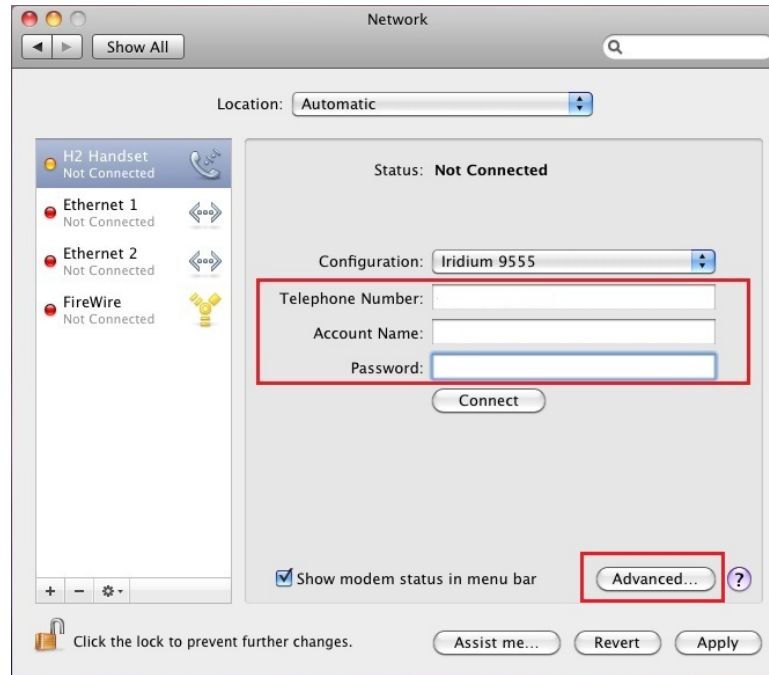 Network
Show All
Location: Automatic
H2 Handset
Not Connected
Ethernet 1
Not Connected
Ethernet 2
Not Connected
FireWire
Not Connected
Status: Not Connected
Configuration: Iridium 9555
Telephone Number:
Account Name:
Password:
Connect
Show modem status in menu bar
Advanced...
?
Click the lock to prevent further changes.
Assist me...
Revert
Apply